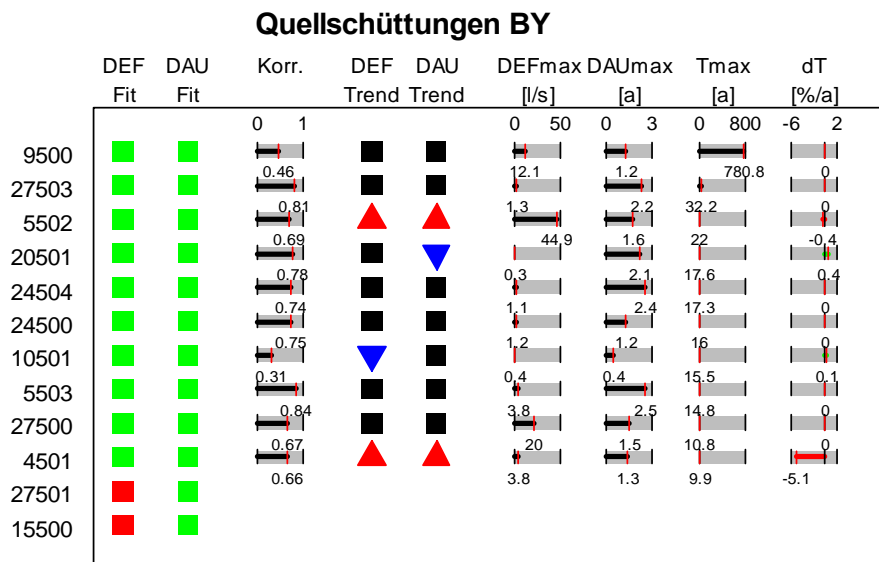 Quellschüttungen BY
DEF DAU Korr. DEF DAU DEFmax DAUmax Tmax dT
Fit Fit Trend Trend [l/s] [a] [a] [%/a]
0 1 0 50 0 3 0 800 -6 2
9500
0.46 12.1 1.2 780.8 0
27503
0.81 1.3 2.2 32.2 0
5502
0.69 44.9 1.6 22 -0.4
20501
0.78 0.3 2.1 17.6 0.4
24504
0.74 1.1 2.4 17.3 0
24500
0.75 1.2 1.2 16 0
10501
0.31 0.4 0.4 15.5 0.1
5503
0.84 3.8 2.5 14.8 0
27500
0.67 20 1.5 10.8 0
4501
0.66 3.8 1.3 9.9 -5.1
27501
15500